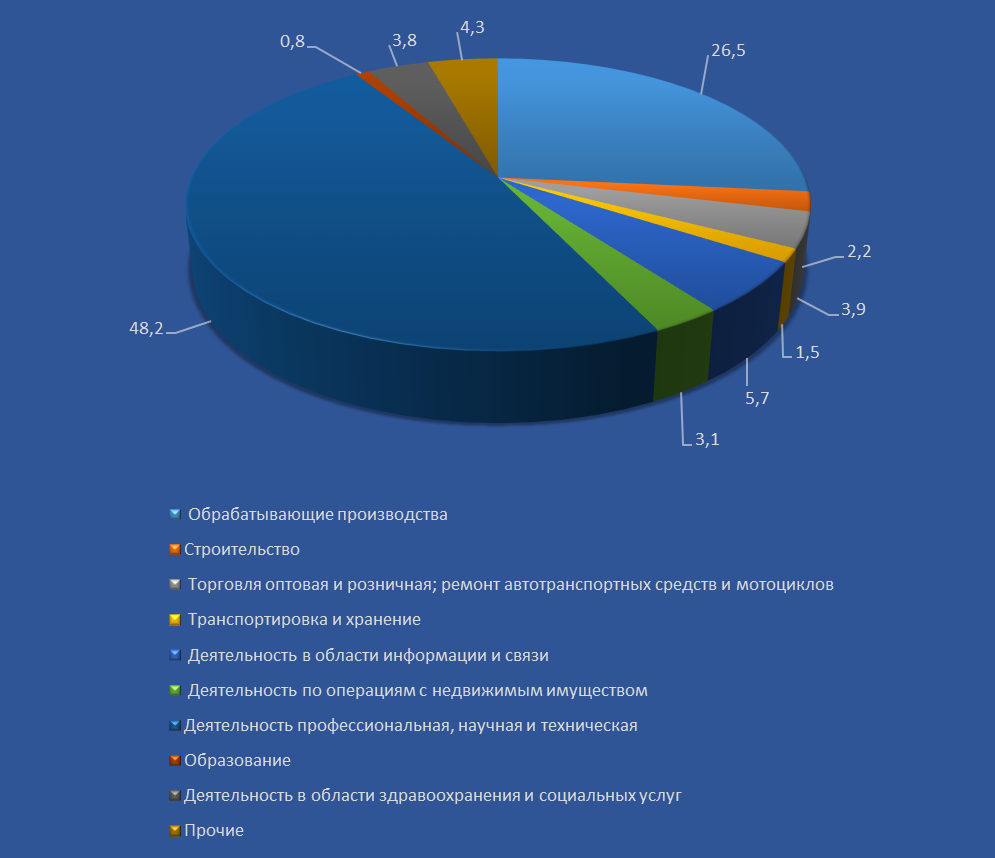 4,3
0,8
3,8
26,5
2,2
3,9
48,2
1,5
5,7
3,1
Обрабатывающие производства
Строительство
Торговля оптовая и розничная; ремонт автотранспортных средств и мотоциклов
Транспортировка и хранение
Деятельность в области информации и связи
Деятельность по операциям с недвижимым имуществом
Деятельность профессиональная, научная и техническая
Образование
Деятельность в области здравоохранения и социальных услуг
Прочие